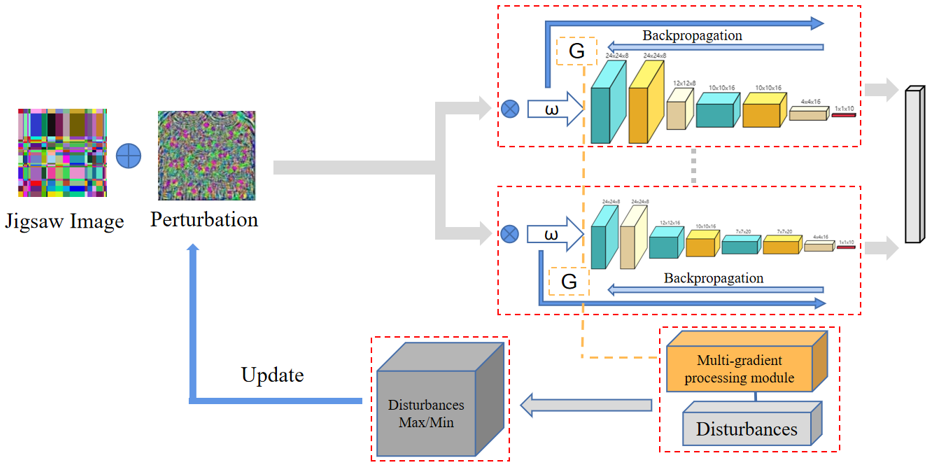 Backpropagation
G
24x24x8
24x24x8
12x12x8
10x10x16
10x10x16
4x4x16
1x1x10
ω
Jigsaw Image
Perturbation
24x24x8
24x24x8
12x12x16
10x10x16
7x7x20
7x7x20
4x4x16
1x1x10
ω
G
Backpropagation
Update
Disturbances
Max/Min
Multi-gradient
processing module
Disturbances